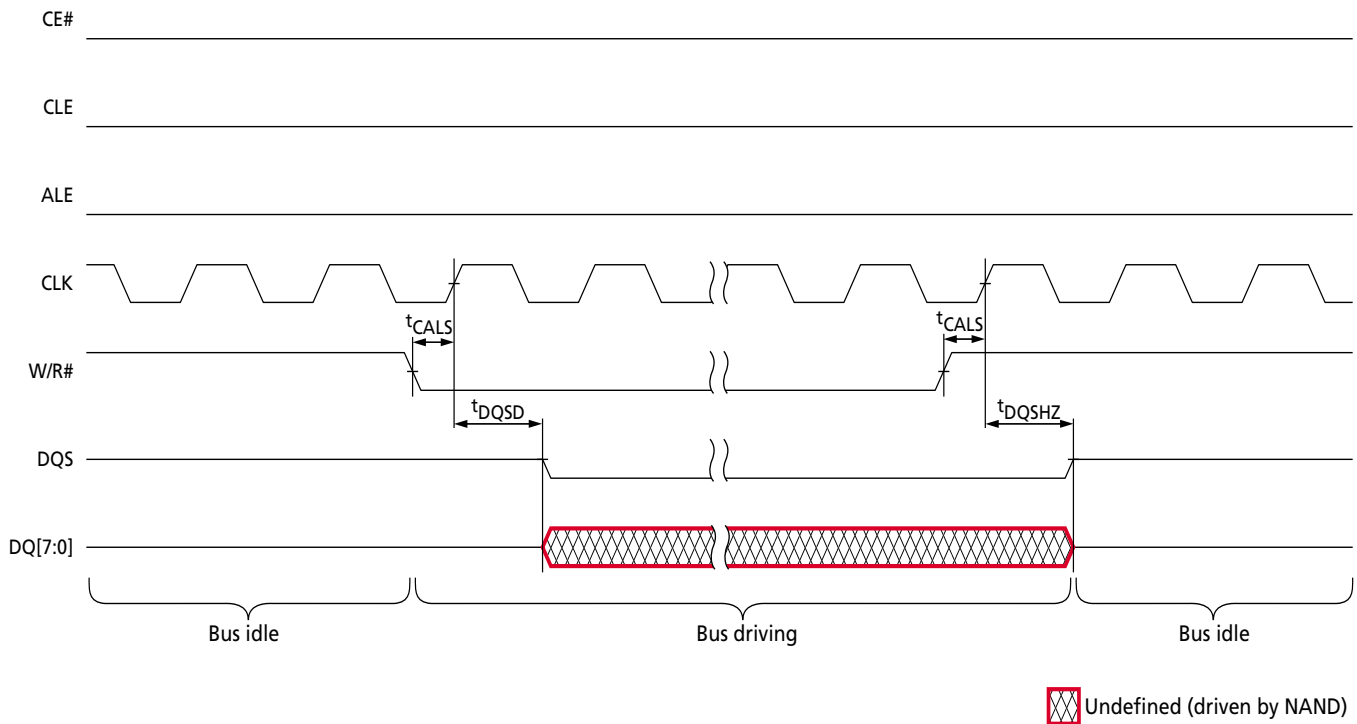 CE#
CLE
ALE
CLK
tCALS
tCALS
W/R#
tDQSD
tDQSHZ
DQS
DQ[7:0]
Bus idle
Bus driving
Bus idle
Undefined (driven by NAND)